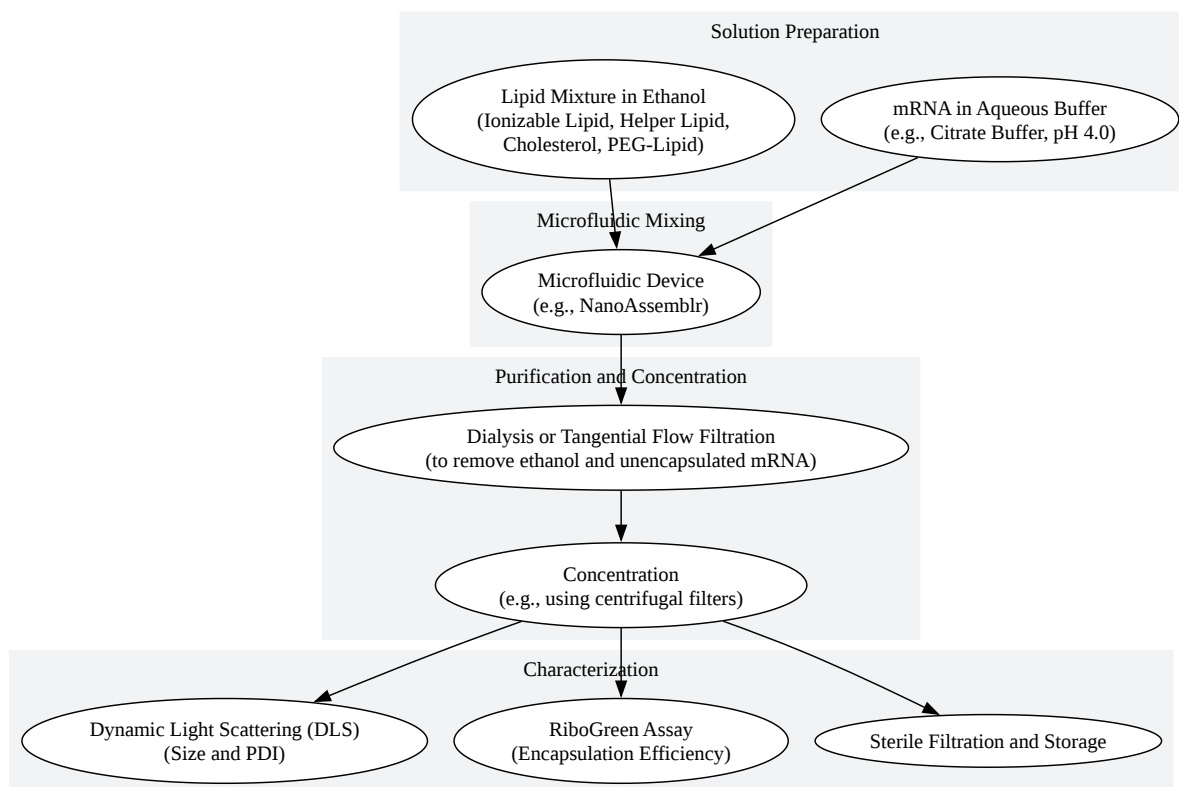 Solution Preparation
Lipid Mixture in Ethanol
(Ionizable Lipid, Helper Lipid,
Cholesterol, PEG-Lipid)
mRNA in Aqueous Buffer
(e.g., Citrate Buffer, pH 4.0)
Microfluidic Mixing
Microfluidic Device
(e.g., NanoAssemblr)
Purification and Concentration
Dialysis or Tangential Flow Filtration
(to remove ethanol and unencapsulated mRNA)
Concentration
(e.g., using centrifugal filters)
Characterization
Dynamic Light Scattering (DLS)
(Size and PDI)
RiboGreen Assay
(Encapsulation Efficiency)
Sterile Filtration and Storage